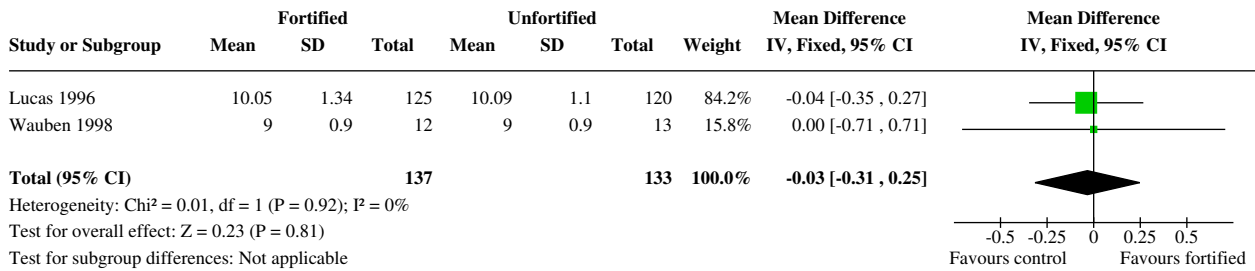 Fortified Unfortified Mean Difference Mean Difference
Study or Subgroup Mean SD Total Mean SD Total Weight IV, Fixed, 95% CI IV, Fixed, 95% CI
Lucas 1996 10.05 1.34 125 10.09 1.1 120 84.2% -0.04 [-0.35 , 0.27]
Wauben 1998 9 0.9 12 9 0.9 13 15.8% 0.00 [-0.71 , 0.71]
Total (95% CI) 137 133 100.0% -0.03 [-0.31 , 0.25]
Heterogeneity: Chi² = 0.01, df = 1 (P = 0.92); I² = 0%
Test for overall effect: Z = 0.23 (P = 0.81)
-0.5 -0.25 0 0.25 0.5
Test for subgroup differences: Not applicable
Favours control Favours fortified